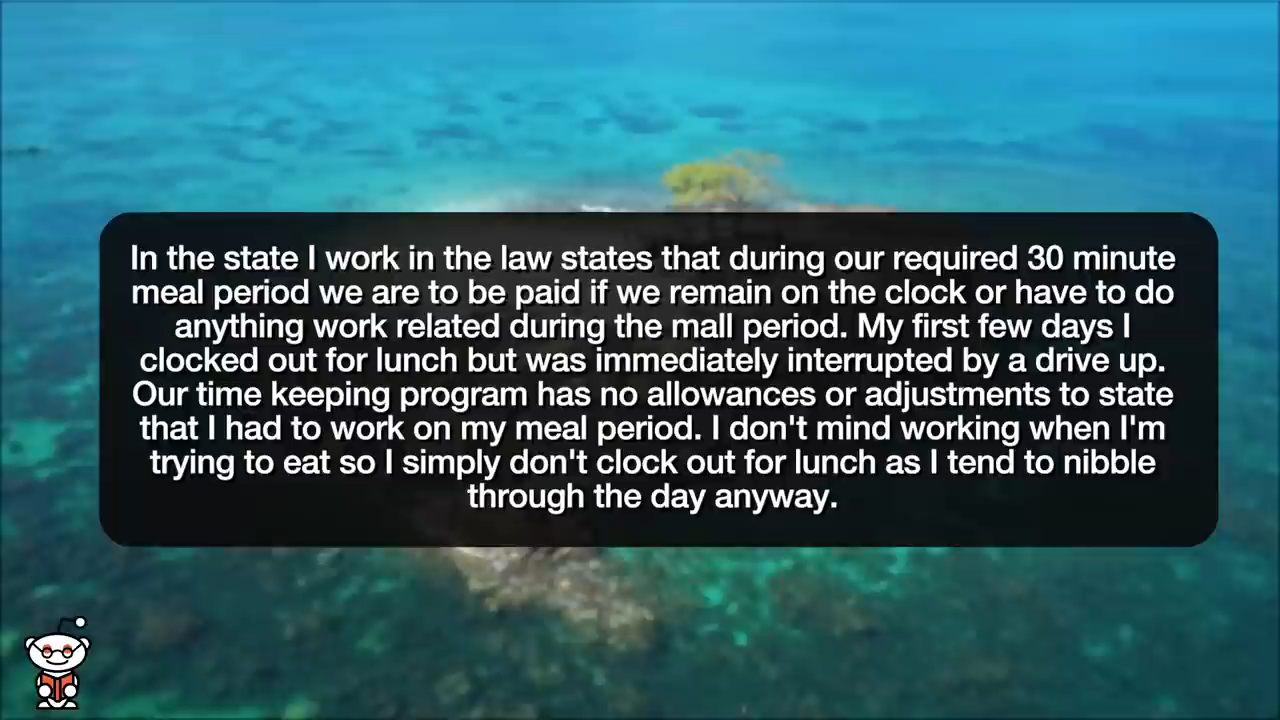 In the state I work in the law states that during our required 30 minute
meal period we are to be paid if we remain on the clock or have to do
anything work related during the mall period. My first few days I
clocked out for lunch but was immediately interrupted by a drive up.
Our time keeping program has no allowances or adjustments to state
that I had to work on my meal period. I don't mind working when I'm
trying to eat so I simply don't clock out for lunch as I tend to nibble
through the day anyway.